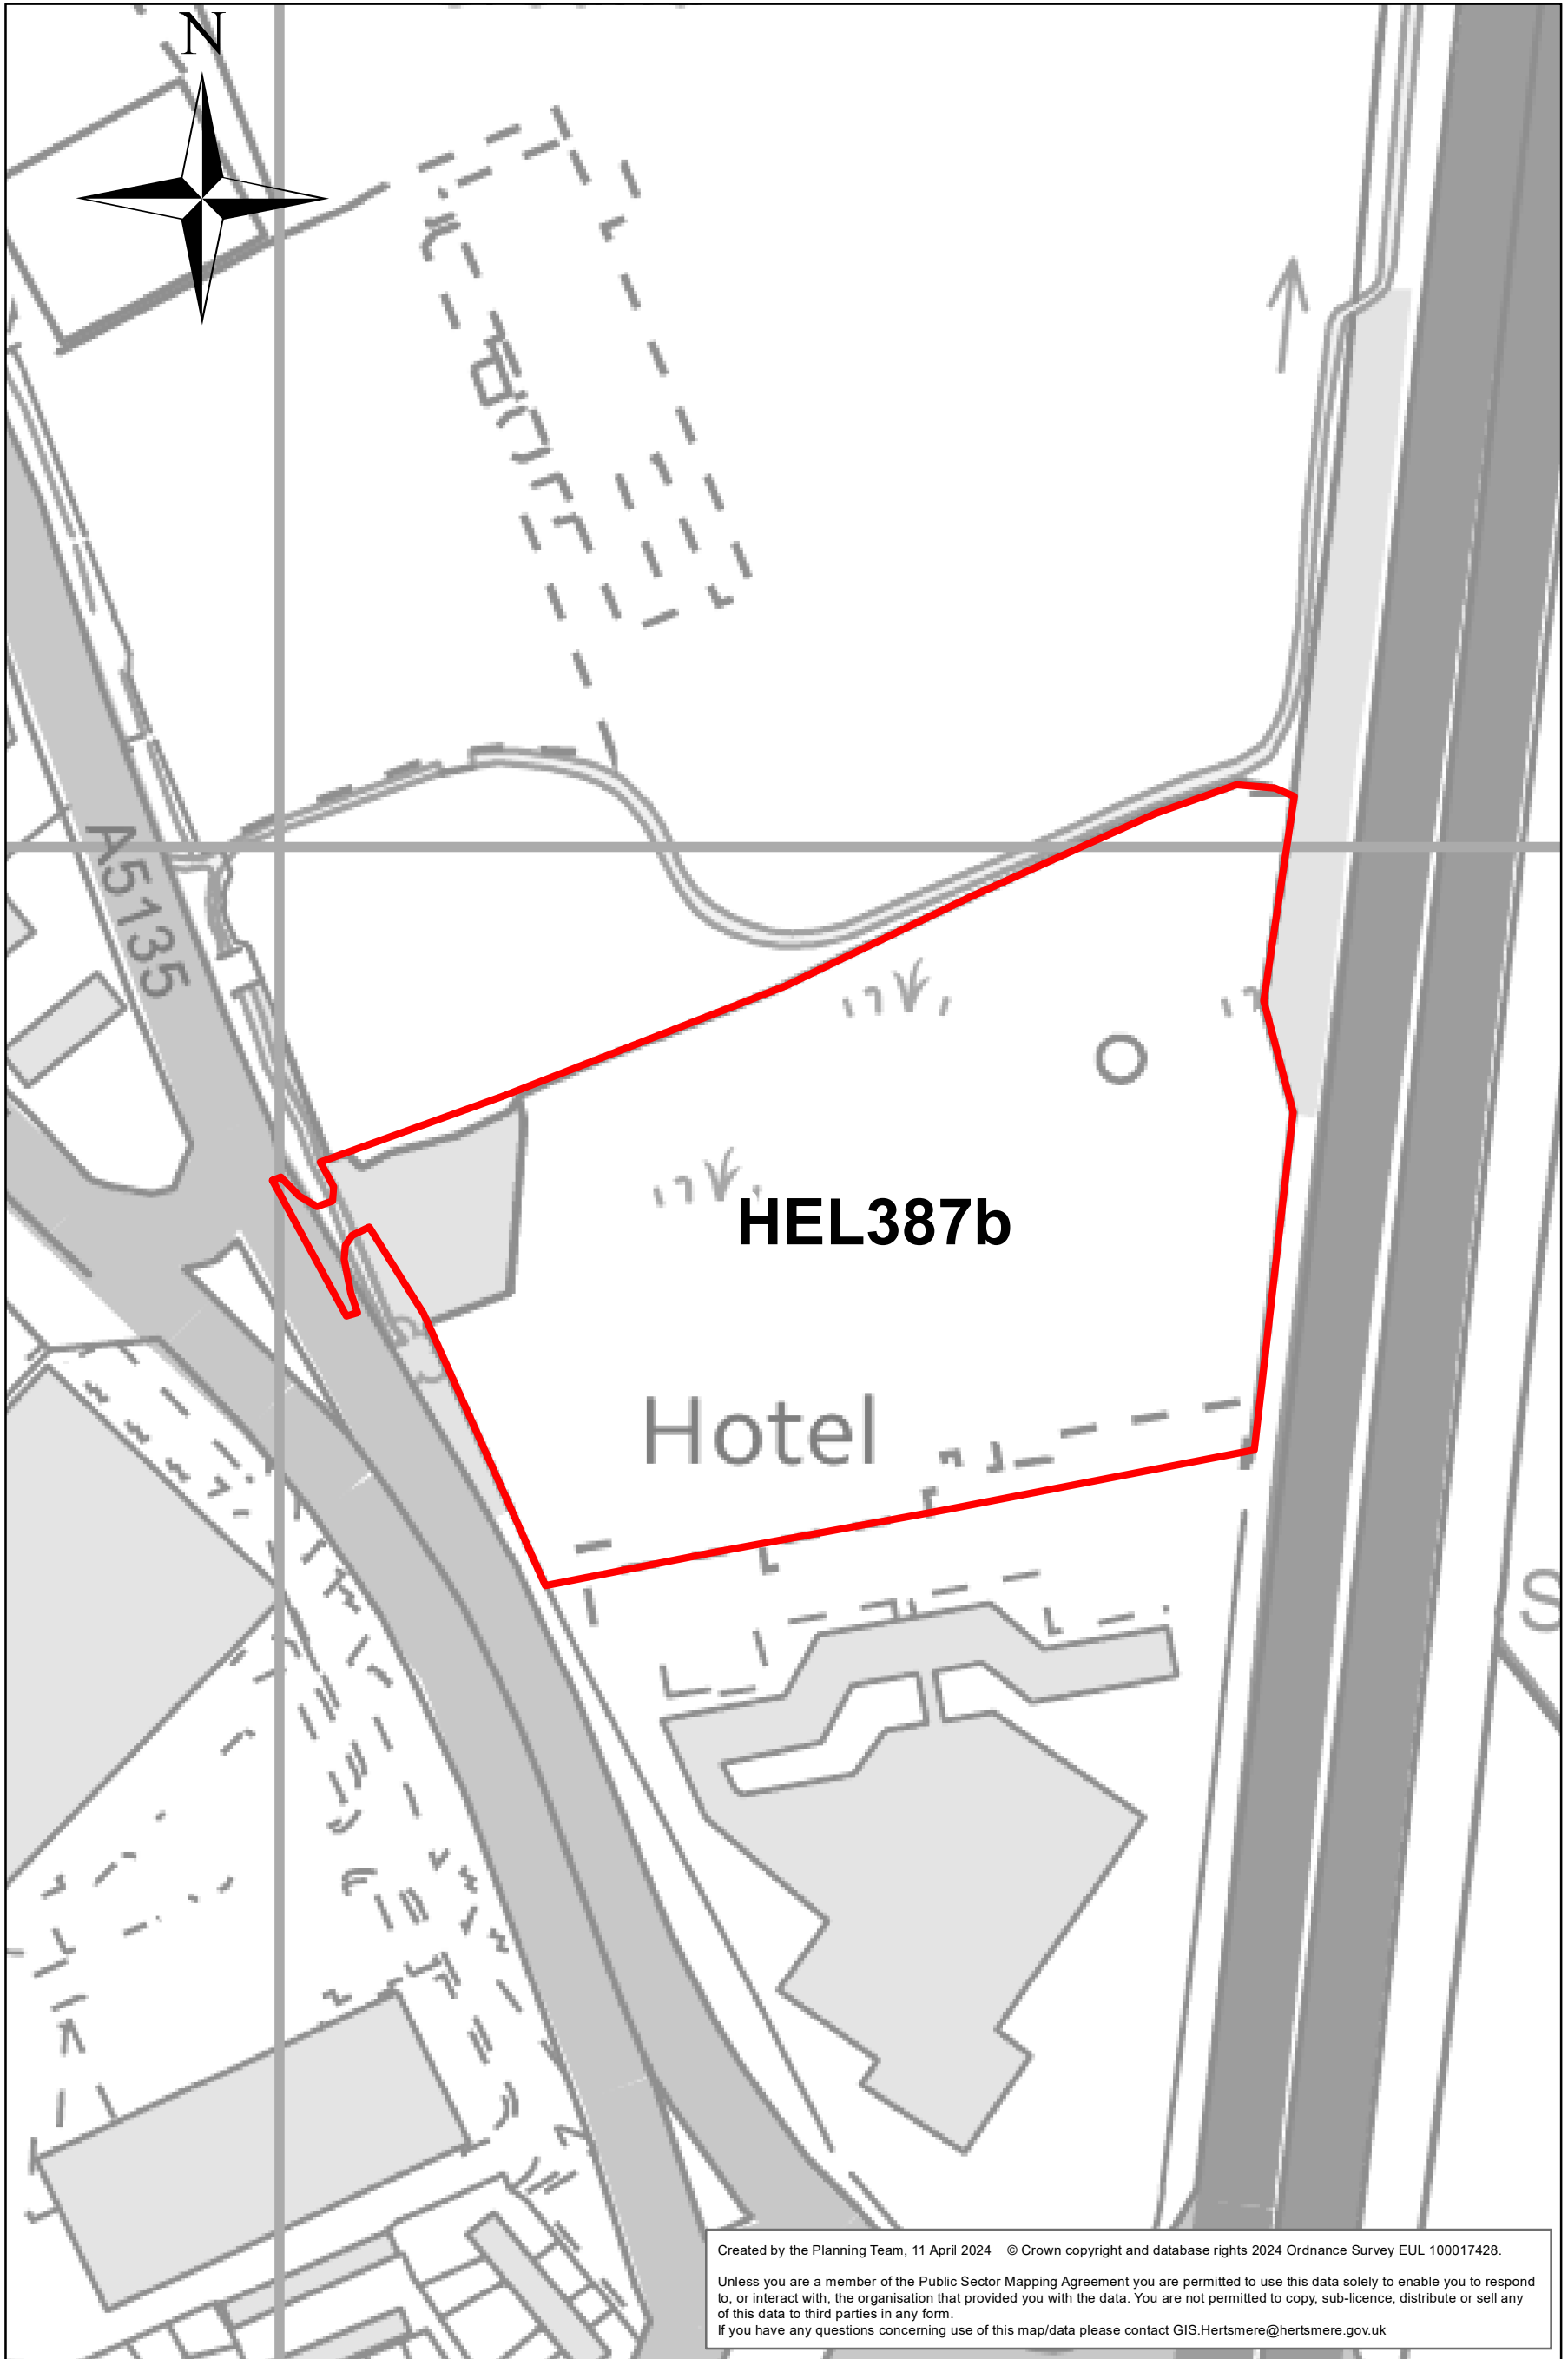 N
A5135
HEL387b
Hotel
S
Created by the Planning Team, 11 April 2024 © Crown copyright and database rights 2024 Ordnance Survey EUL 100017428.
Unless you are a member of the Public Sector Mapping Agreement you are permitted to use this data solely to enable you to respond
to, or interact with, the organisation that provided you with the data. You are not permitted to copy, sub-licence, distribute or sell any
of this data to third parties in any form.
If you have any questions concerning use of this map/data please contact GIS.Hertsmere@hertsmere.gov.uk